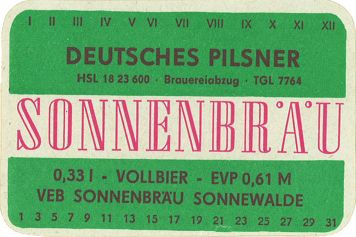 I II III IV V VI VII VIII IX X XI XII
DEUTSCHES PILSNER
HSL 18 23 600 · Brauereiabzug · TGL 7764
SONNENBRÄU
0,33 l - VOLLBIER - EVP 0,61 M
VEB SONNENBRÄU SONNEWALDE
1 3 5 7 9 11 13 15 17 19 21 23 25 27 29 31